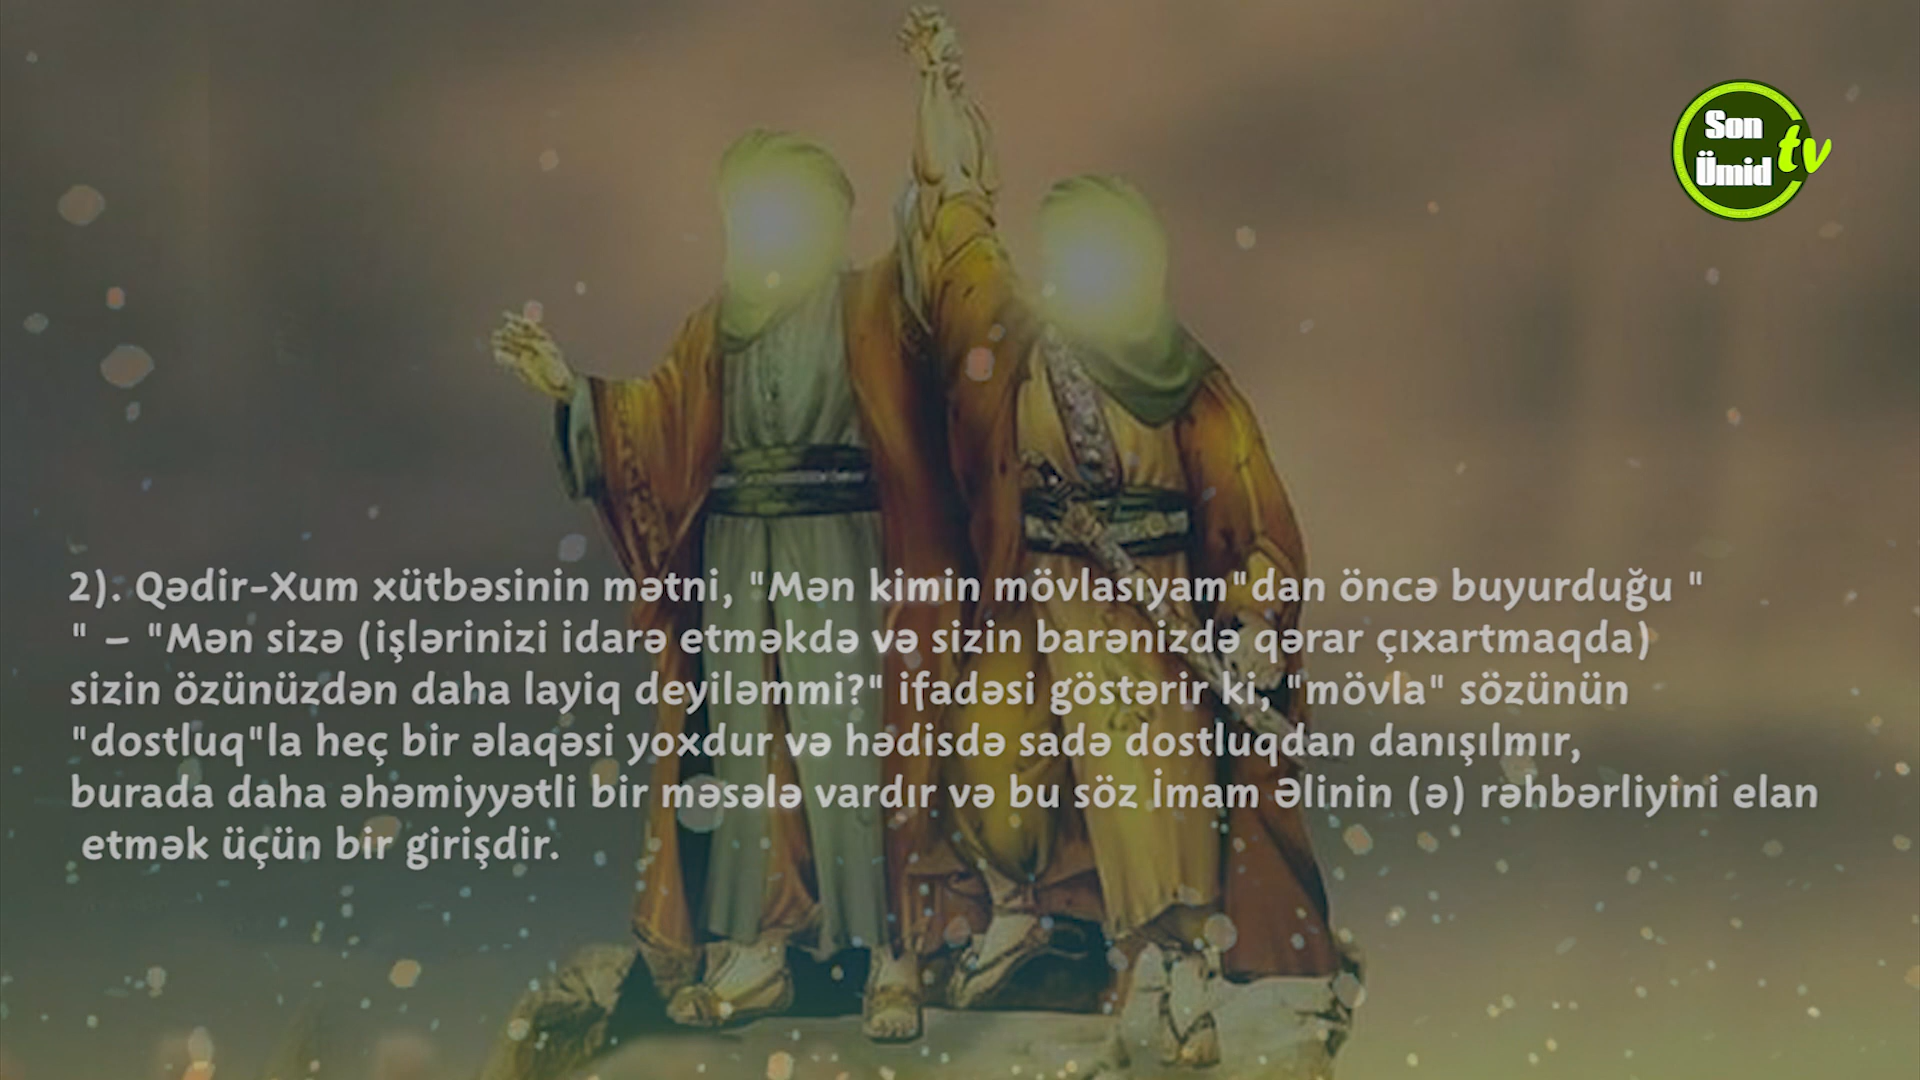 Son
Ümid
tv
2). Qədir-Xum xütbəsinin mətni, "Mən kimin mövlasıyam"dan öncə buyurduğu "
" – "Mən sizə (işlərinizi idarə etməkdə və sizin barənizdə qərar çıxartmaqda)
sizin özünüzdən daha layiq deyiləmmi?" ifadəsi göstərir ki, "mövla" sözünün
"dostluq"la heç bir əlaqəsi yoxdur və hədisdə sadə dostluqdan danışılmır,
burada daha əhəmiyyətli bir məsələ vardır və bu söz İmam Əlinin (ə) rəhbərliyini elan
etmək üçün bir girişdir.